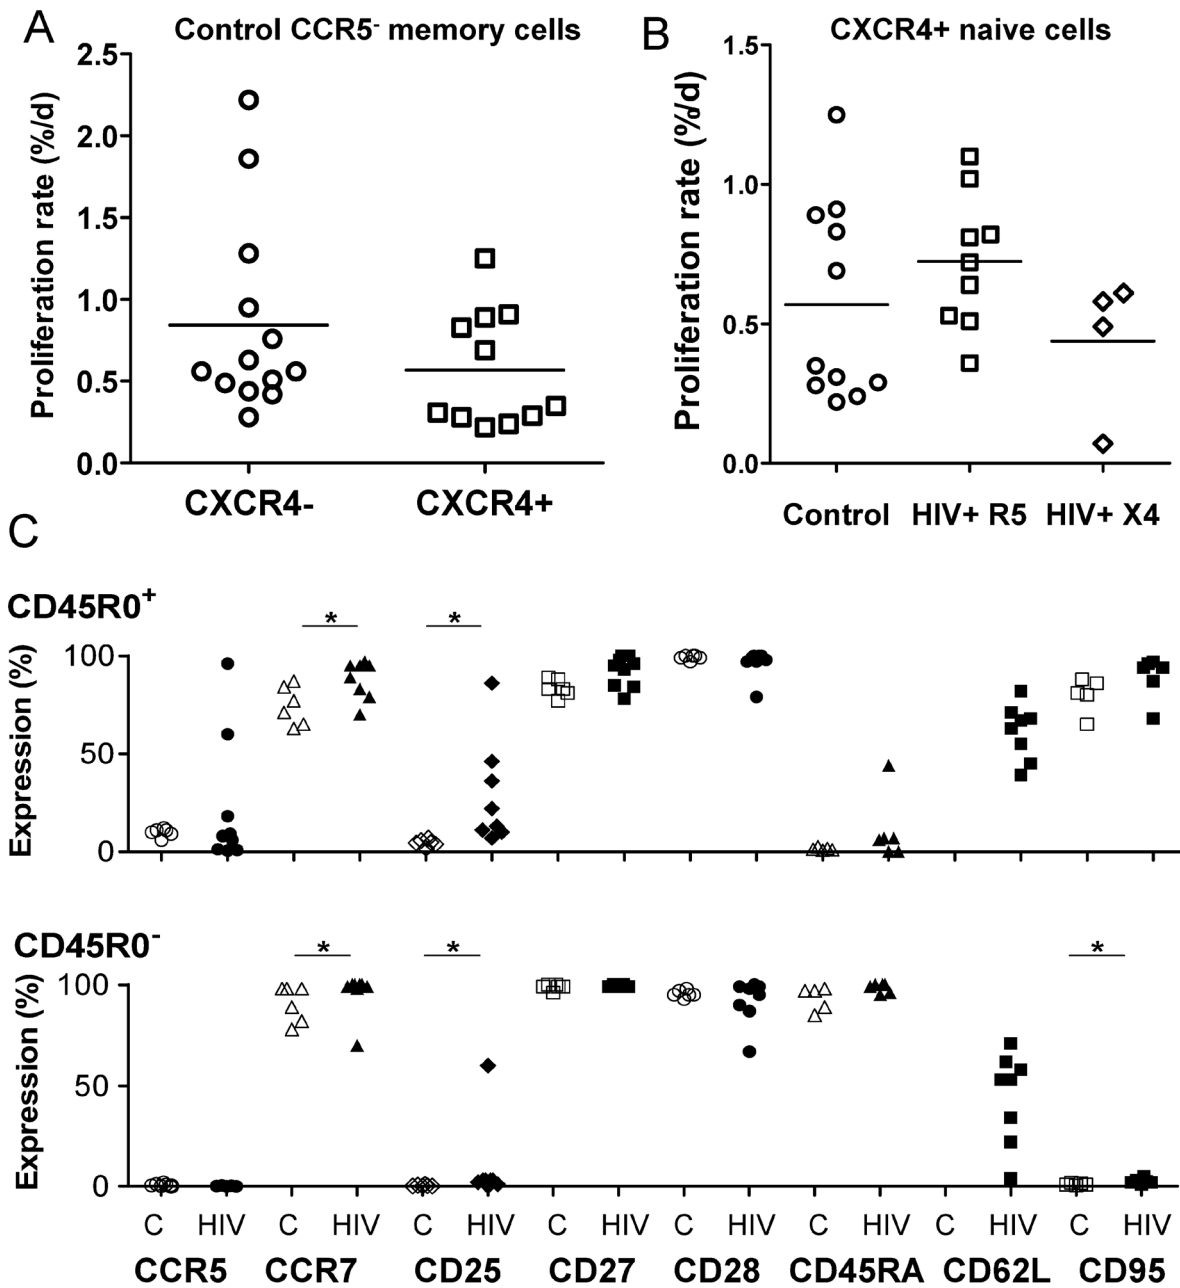 A
Control CCR5- memory cells
Proliferation rate (%/d)
2.5
2.0
1.5
1.0
0.5
0.0
CXCR4- CXCR4+
B
CXCR4+ naive cells
Proliferation rate (%/d)
1.5
1.0
0.5
0.0
Control HIV+ R5 HIV+ X4
C
CD45R0+
* *
Expression (%)
100
50
0
CD45R0-
* * *
Expression (%)
100
50
0
C HIV C HIV C HIV C HIV C HIV C HIV C HIV C HIV
CCR5 CCR7 CD25 CD27 CD28 CD45RA CD62L CD95